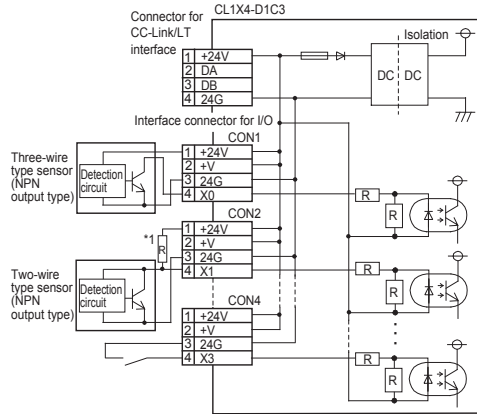 Connector for
CC-Link/LT
interface
CL1X4-D1C3
1 +24V
2 DA
3 DB
4 24G
Isolation
DC DC
Interface connector for I/O
CON1
Three-wire
type sensor
(NPN
output type)
Detection
circuit
1 +24V
2 +V
3 24G
4 X0
R
R
CON2
*1
R
1 +24V
2 +V
3 24G
4 X1
Two-wire
type sensor
(NPN
output type)
Detection
circuit
R
R
CON4
1 +24V
2 +V
3 24G
4 X3
R
R